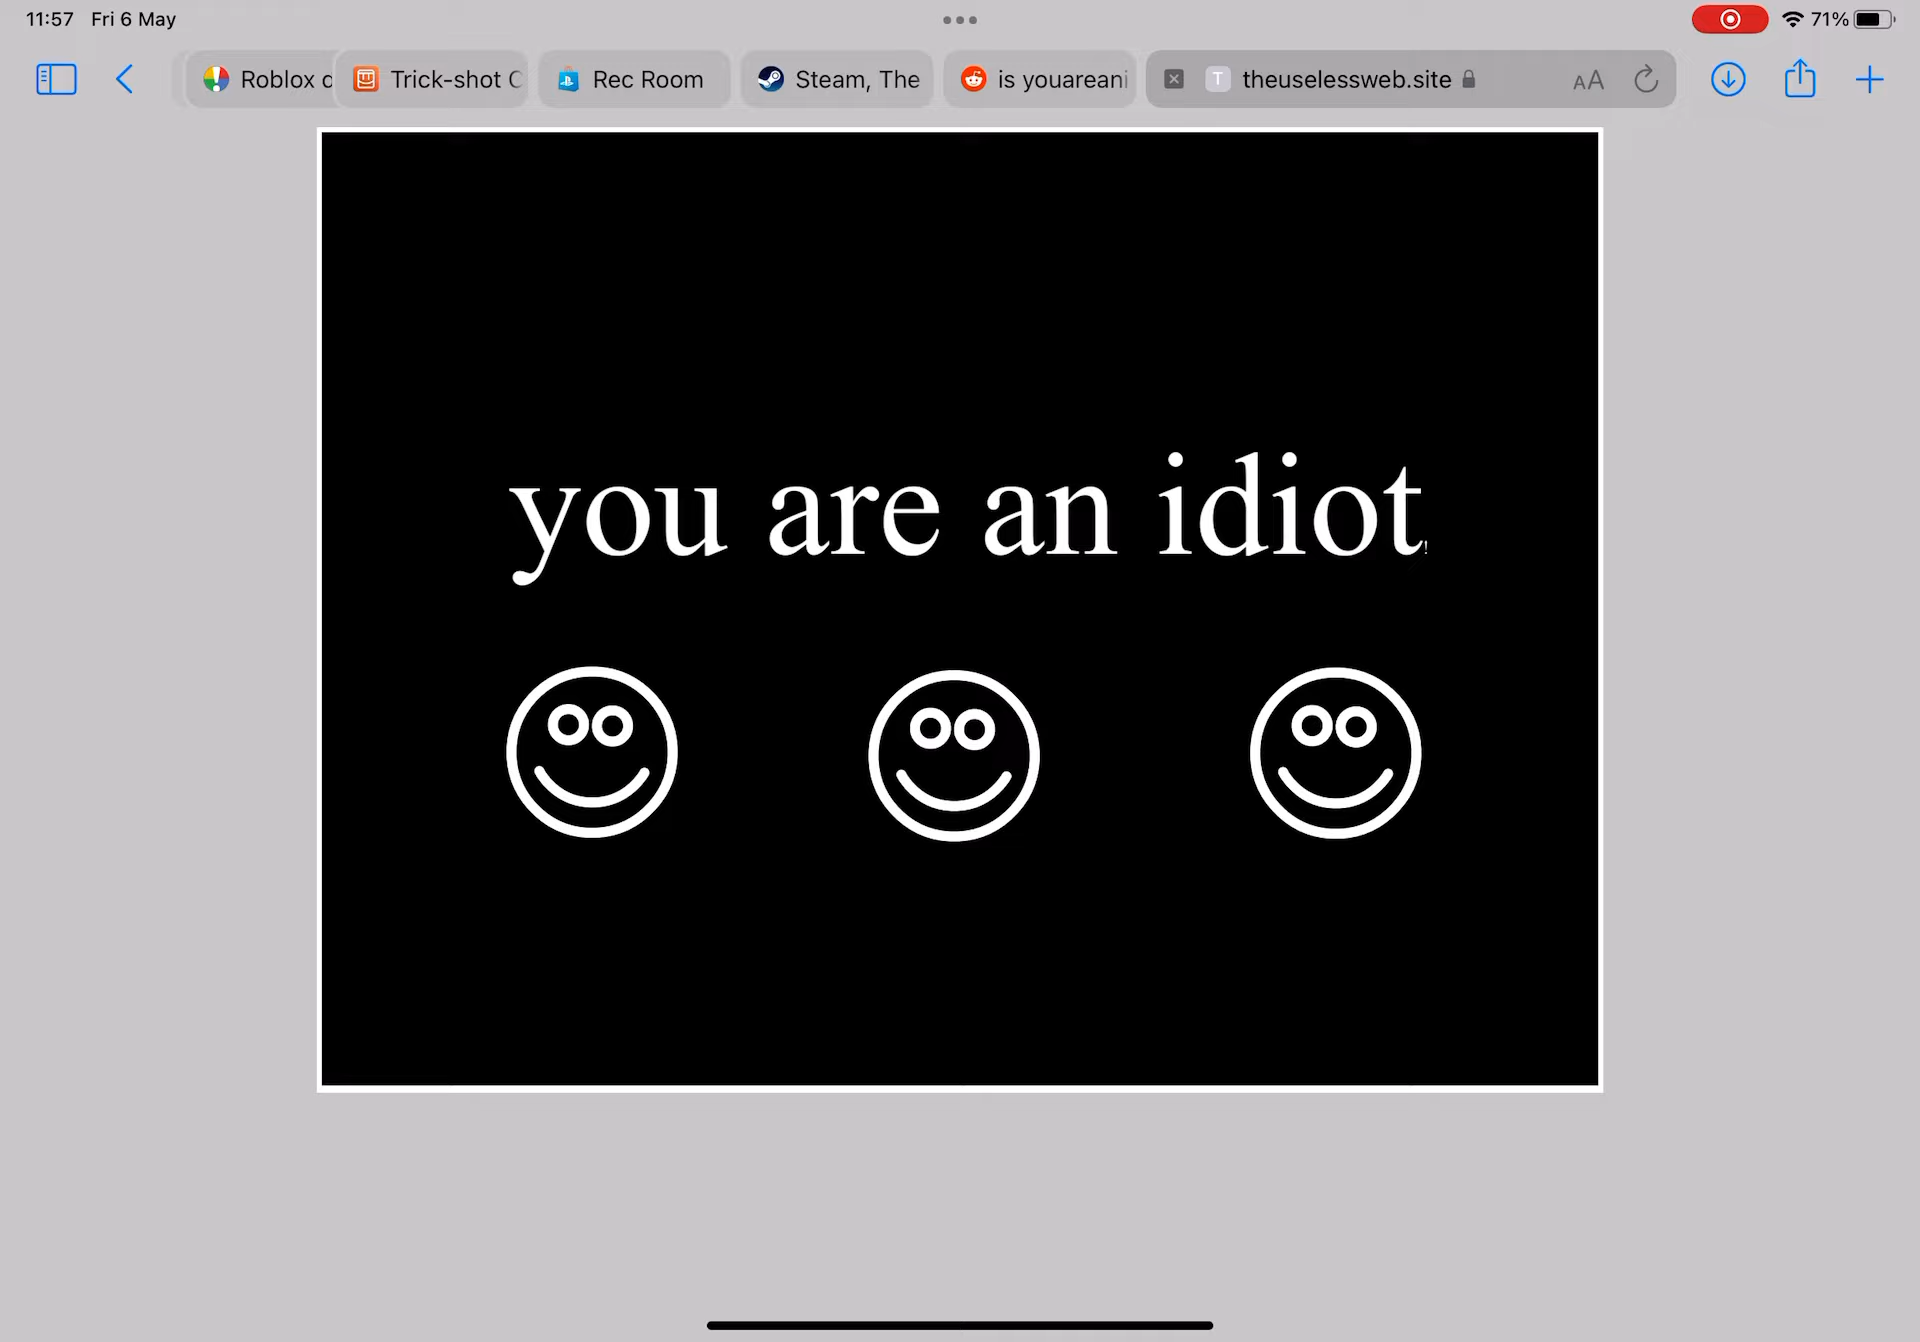 11:57 Fri 6 May
71%
Roblox d
Trick-shot C
Rec Room
Steam, The
is youareani
T theuselessweb.site
AA
you are an idiot!